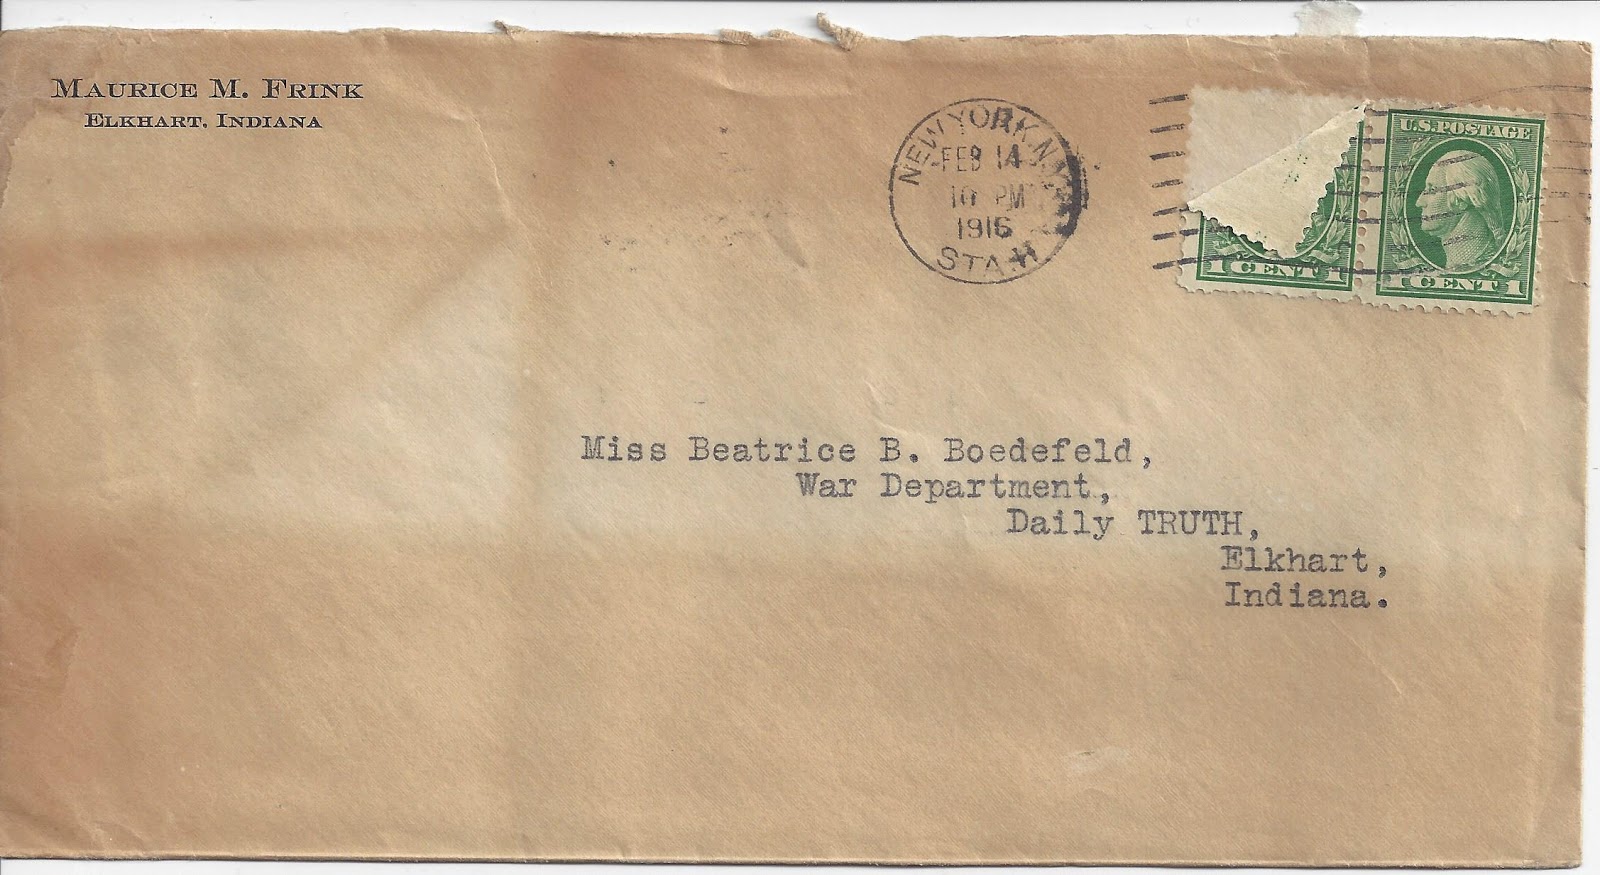 MAURICE M. FRINK
ELKHART, INDIANA
NEW YORK, N.Y.
FEB 14
10 PM
1916
STA. H
U.S. POSTAGE
1 CENT 1
1 CENT 1
Miss Beatrice B. Boedefeld,
War Department,
Daily TRUTH,
Elkhart,
Indiana.